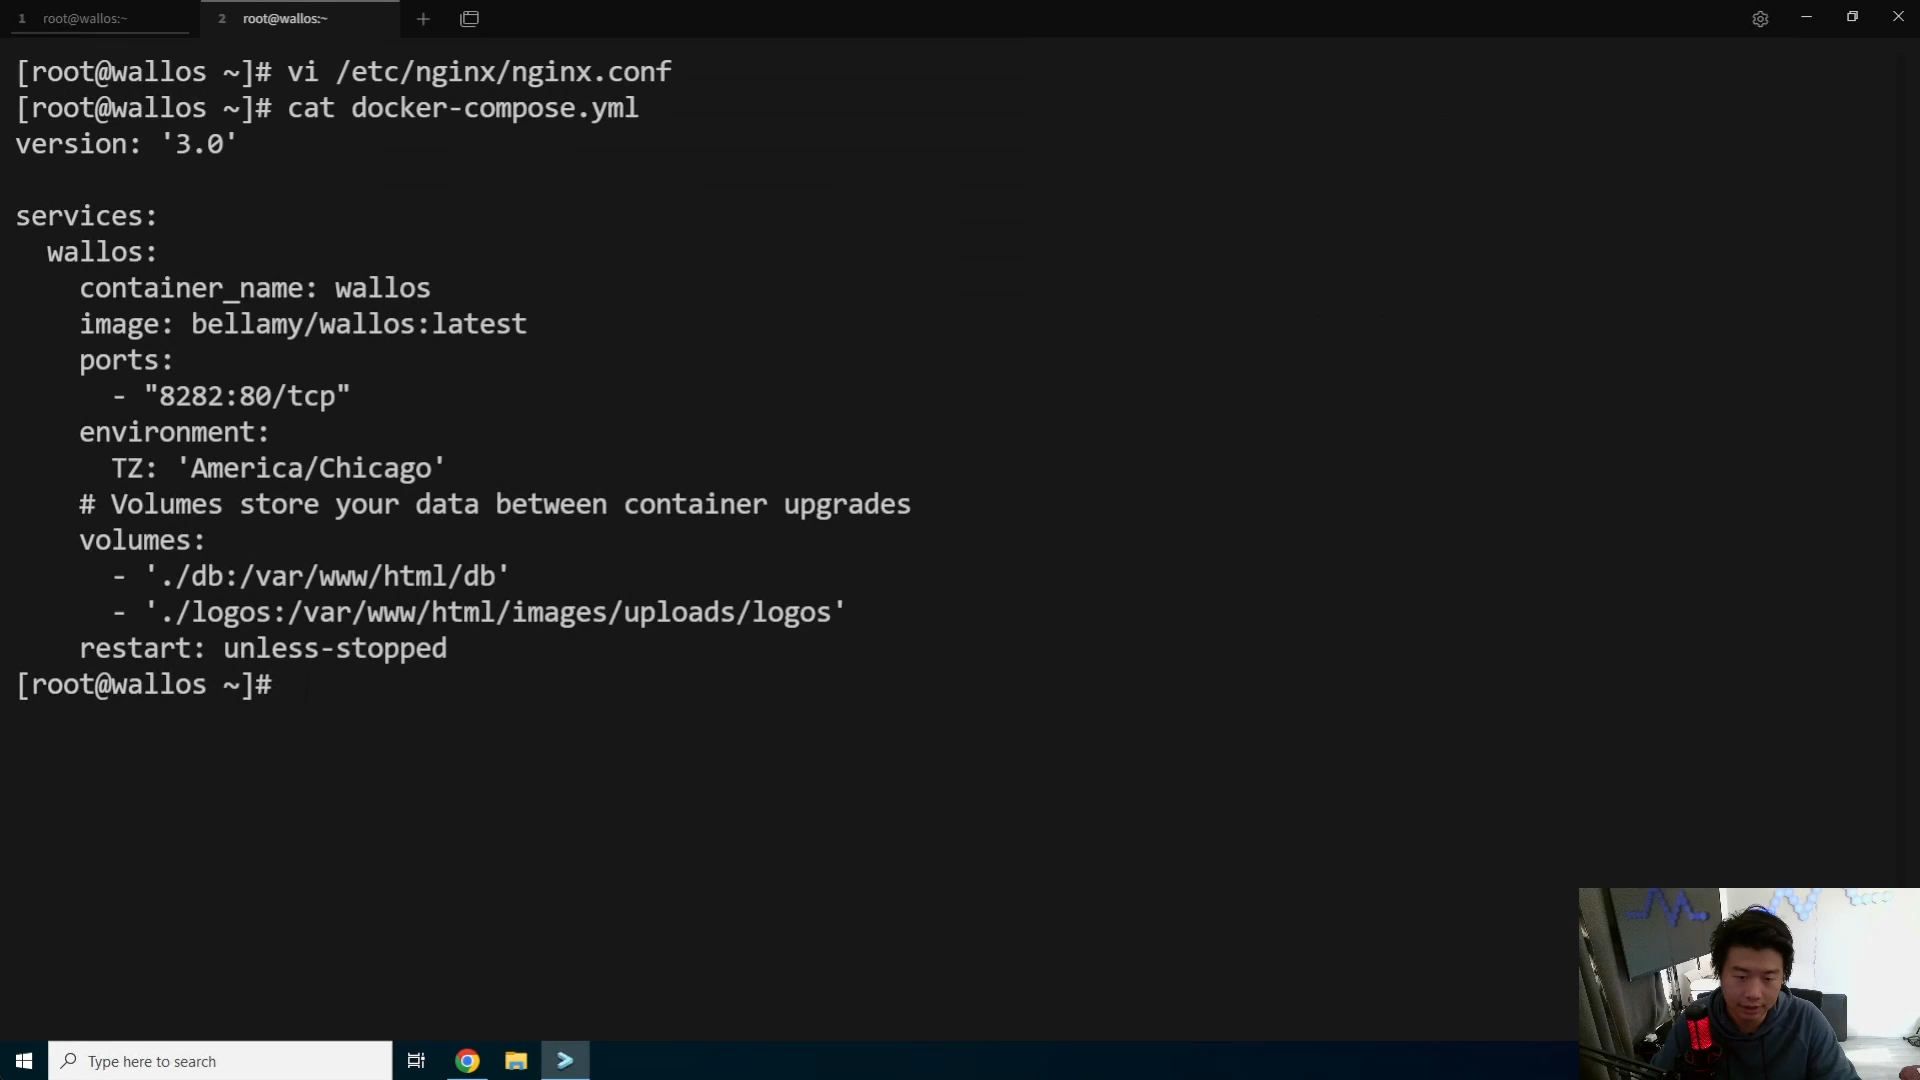 1 root@wallos:~
2 root@wallos:~
[root@wallos ~]# vi /etc/nginx/nginx.conf
[root@wallos ~]# cat docker-compose.yml
version: '3.0'
services:
wallos:
container_name: wallos
image: bellamy/wallos:latest
ports:
- "8282:80/tcp"
environment:
TZ: 'America/Chicago'
# Volumes store your data between container upgrades
volumes:
- './db:/var/www/html/db'
- './logos:/var/www/html/images/uploads/logos'
restart: unless-stopped
[root@wallos ~]#
Type here to search